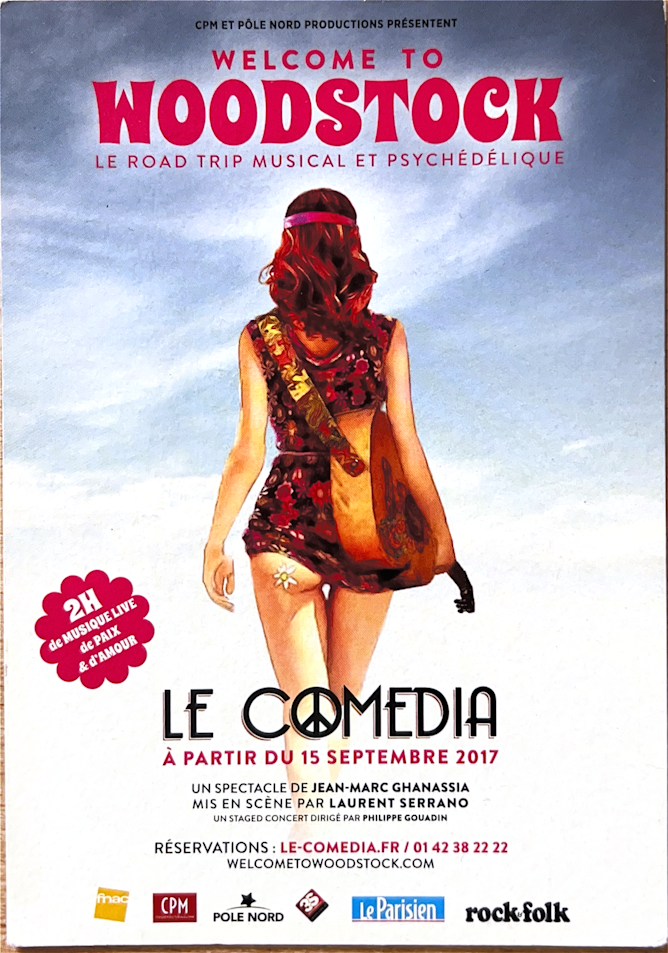 CPM ET PÔLE NORD PRODUCTIONS PRÉSENTENT
WELCOME TO
WOODSTOCK
LE ROAD TRIP MUSICAL ET PSYCHÉDÉLIQUE
2H
de MUSIQUE LIVE
de PAIX
& d'AMOUR
LE COMEDIA
À PARTIR DU 15 SEPTEMBRE 2017
UN SPECTACLE DE JEAN-MARC GHANASSIA
MIS EN SCÈNE PAR LAURENT SERRANO
UN STAGED CONCERT DIRIGÉ PAR PHILIPPE GOUADIN
RÉSERVATIONS : LE-COMEDIA.FR / 01 42 38 22 22
WELCOMETOWOODSTOCK.COM
fnac
CPM
POLE NORD
35
Le Parisien
rock&folk